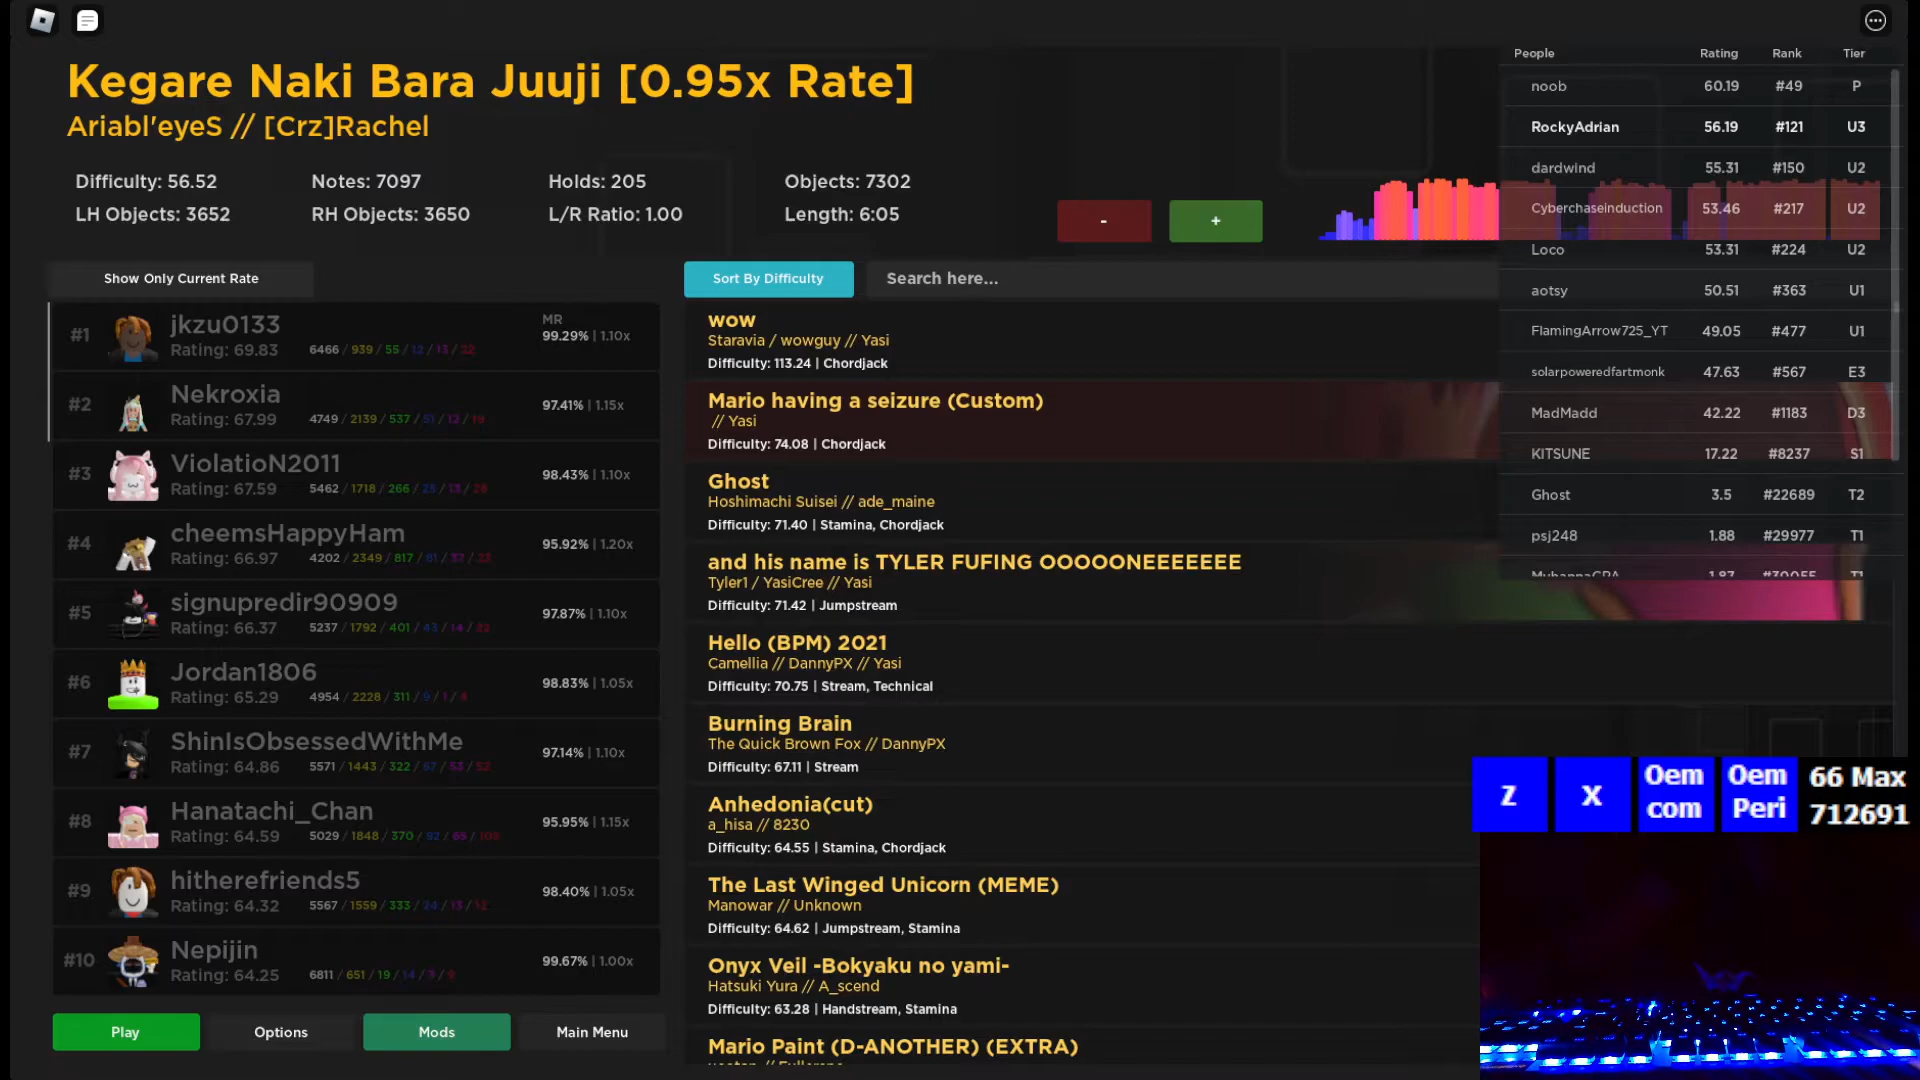 Kegare Naki Bara Juuji [0.95x Rate]
Ariabl'eyeS // [Crz]Rachel
Difficulty: 56.52 Notes: 7097 Holds: 205 Objects: 7302
LH Objects: 3652 RH Objects: 3650 L/R Ratio: 1.00 Length: 6:05
- +
People Rating Rank Tier
noob 60.19 #49 P
RockyAdrian 56.19 #121 U3
dardwind 55.31 #150 U2
Cyberchaseinduction 53.46 #217 U2
Loco 53.31 #224 U2
aotsy 50.51 #363 U1
FlamingArrow725_YT 49.05 #477 U1
solarpoweredfartmonk 47.63 #567 E3
MadMadd 42.22 #1183 D3
KITSUNE 17.22 #8237 S1
Ghost 3.5 #22689 T2
psj248 1.88 #29977 T1
1.87 #30055 T1
Show Only Current Rate
#1 jkzu0133 MR
Rating: 69.83 6466 / 939 / 55 / 12 / 13 / 99.29% | 1.10x
#2 Nekroxia
Rating: 67.99 4749 / 2139 / 537 / 51 / 19 97.41% | 1.15x
#3 ViolatioN2011
Rating: 67.59 5462 / 1718 / 266 / 25 / 13 / 98.43% | 1.10x
#4 cheemsHappyHam
Rating: 66.97 4202 / 2349 / 817 / 95.92% | 1.20x
#5 signupredir90909
Rating: 66.37 5237 / 1792 / 401 / 43 / 14 / 97.87% | 1.10x
#6 Jordan1806
Rating: 65.29 4954 / 2228 / 311 / 9 / 1 / 98.83% | 1.05x
#7 ShinIsObsessedWithMe
Rating: 64.86 5571 / 1443 / 322 / 67 / 53 / 52 97.14% | 1.10x
#8 Hanatachi_Chan
Rating: 64.59 5029 / 1848 / 370 / 92 / 65 / 95.95% | 1.15x
#9 hitherefriends5
Rating: 64.32 5567 / 1559 / 333 / 13 / 12 98.40% | 1.05x
#10 Nepijin
Rating: 64.25 6811 / 651 / 19 / 14 / 99.67% | 1.00x
Play Options Mods Main Menu
Sort By Difficulty Search here...
wow
Staravia / wowguy // Yasi
Difficulty: 113.24 | Chordjack
Mario having a seizure (Custom)
// Yasi
Difficulty: 74.08 | Chordjack
Ghost
Hoshimachi Suisei // ade_maine
Difficulty: 71.40 | Stamina, Chordjack
and his name is TYLER FUFING OOOOONEEEEEEE
Tyler1 / YasiCree // Yasi
Difficulty: 71.42 | Jumpstream
Hello (BPM) 2021
Camellia // DannyPX // Yasi
Difficulty: 70.75 | Stream, Technical
Burning Brain
The Quick Brown Fox // DannyPX
Difficulty: 67.11 | Stream
Anhedonia(cut)
a_hisa // 8230
Difficulty: 64.55 | Stamina, Chordjack
The Last Winged Unicorn (MEME)
Manowar // Unknown
Difficulty: 64.62 | Jumpstream, Stamina
Onyx Veil -Bokyaku no yami-
Hatsuki Yura // A_scend
Difficulty: 63.28 | Handstream, Stamina
Mario Paint (D-ANOTHER) (EXTRA)
z x Oem com Oem Peri 66 Max
712691